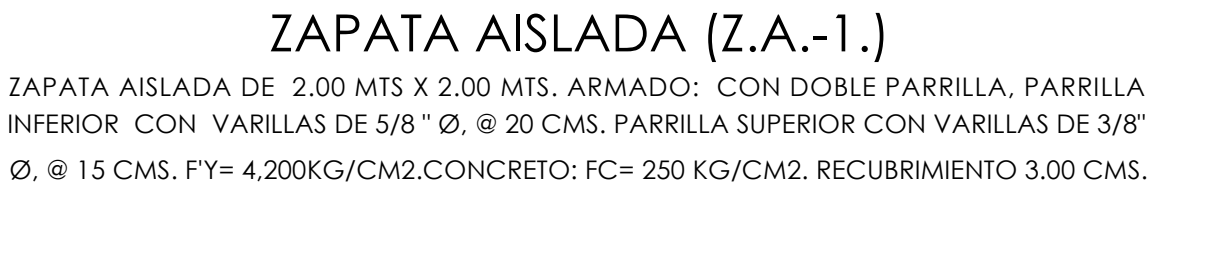 ZAPATA AISLADA (Z.A.-1.)
ZAPATA AISLADA DE 2.00 MTS X 2.00 MTS. ARMADO: CON DOBLE PARRILLA, PARRILLA
INFERIOR CON VARILLAS DE 5/8 " Ø, @ 20 CMS. PARRILLA SUPERIOR CON VARILLAS DE 3/8"
Ø, @ 15 CMS. F'Y= 4,200KG/CM2.CONCRETO: FC= 250 KG/CM2. RECUBRIMIENTO 3.00 CMS.